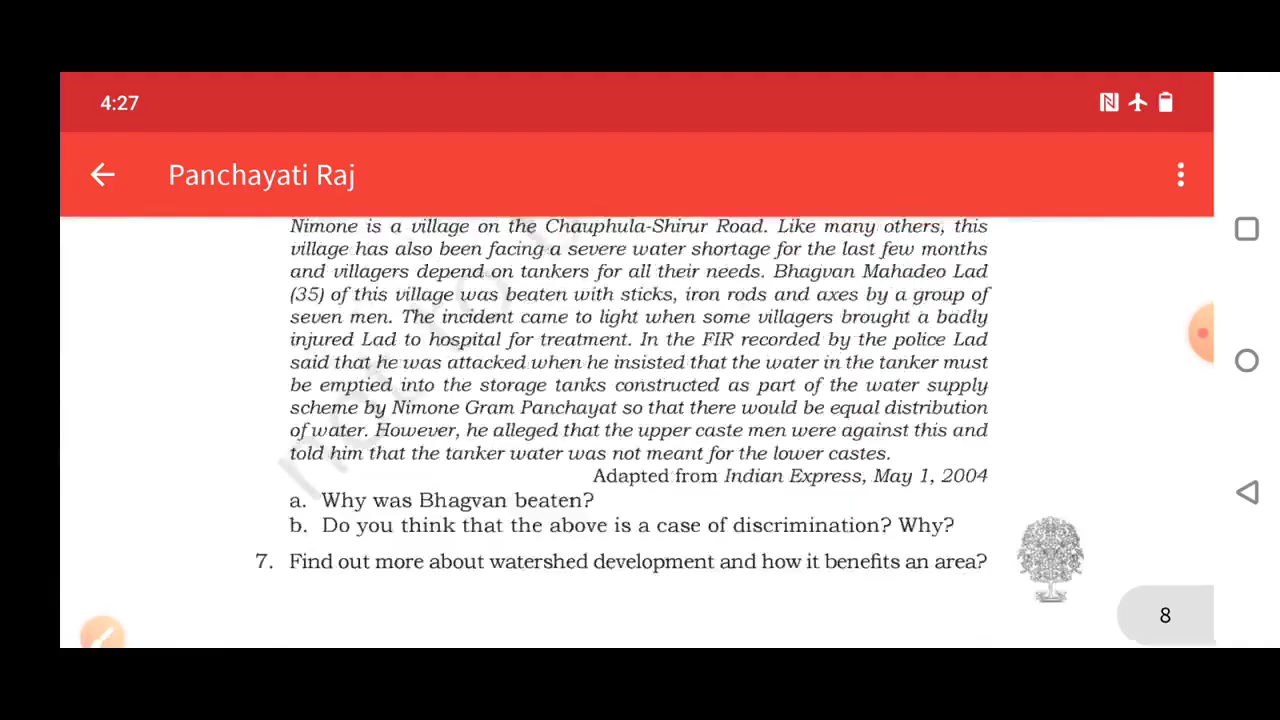 4:27
Panchayati Raj
Nimone is a village on the Chauphula-Shirur Road. Like many others, this
village has also been facing a severe water shortage for the last few months
and villagers depend on tankers for all their needs. Bhagvan Mahadeo Lad
(35) of this village was beaten with sticks, iron rods and axes by a group of
seven men. The incident came to light when some villagers brought a badly
injured Lad to hospital for treatment. In the FIR recorded by the police Lad
said that he was attacked when he insisted that the water in the tanker must
be emptied into the storage tanks constructed as part of the water supply
scheme by Nimone Gram Panchayat so that there would be equal distribution
of water. However, he alleged that the upper caste men were against this and
told him that the tanker water was not meant for the lower castes.
Adapted from Indian Express, May 1, 2004
a. Why was Bhagvan beaten?
b. Do you think that the above is a case of discrimination? Why?
7. Find out more about watershed development and how it benefits an area?
8